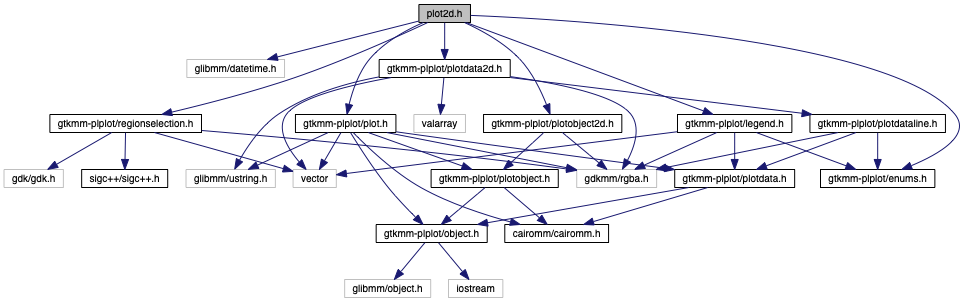 plot2d.h
glibmm/datetime.h
gtkmm-plplot/plotdata2d.h
gtkmm-plplot/regionselection.h
gtkmm-plplot/plot.h
valarray
gtkmm-plplot/plotobject2d.h
gtkmm-plplot/legend.h
gtkmm-plplot/plotdataline.h
gdk/gdk.h
sigc++/sigc++.h
glibmm/ustring.h
vector
gtkmm-plplot/plotobject.h
gdkmm/rgba.h
gtkmm-plplot/plotdata.h
gtkmm-plplot/enums.h
gtkmm-plplot/object.h
cairomm/cairomm.h
glibmm/object.h
iostream